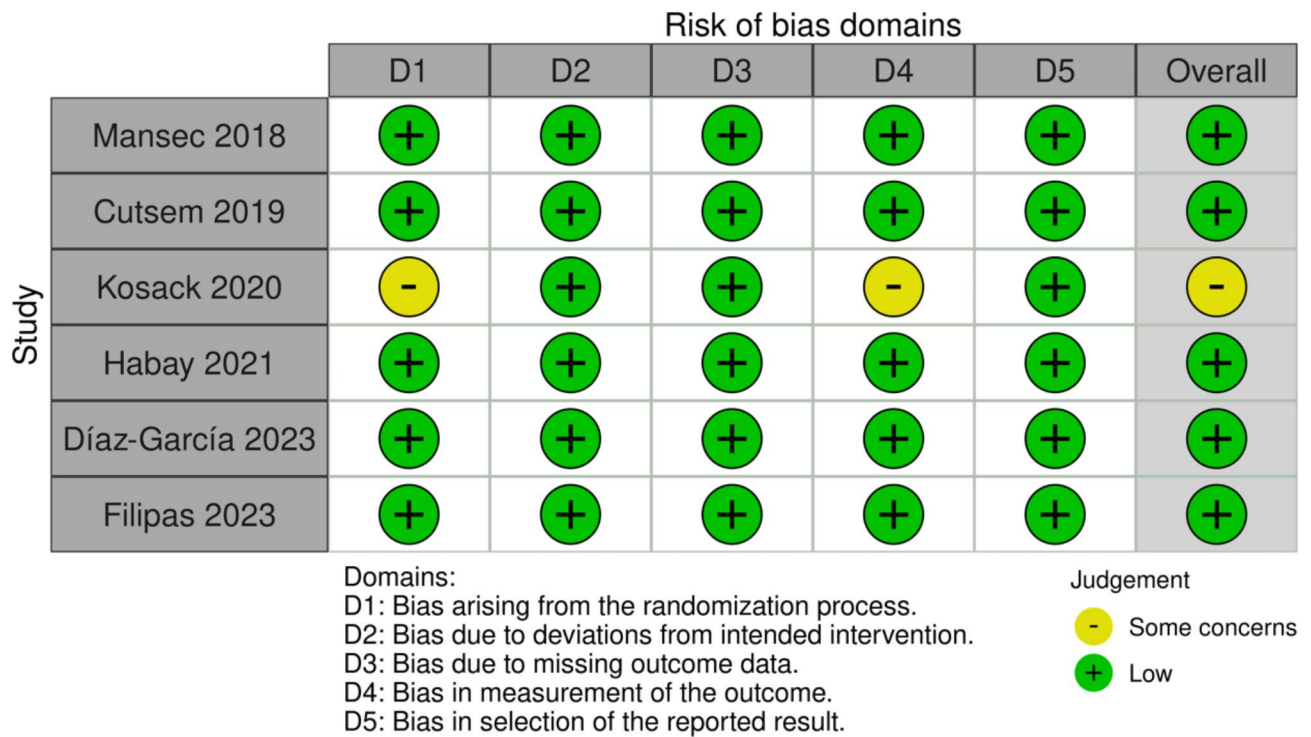 Risk of bias domains
D1 D2 D3 D4 D5 Overall
Study
Mansec 2018 + + + + + +
Cutsem 2019 + + + + + +
Kosack 2020 - + + - + -
Habay 2021 + + + + + +
Díaz-García 2023 + + + + + +
Filipas 2023 + + + + + +
Domains:
D1: Bias arising from the randomization process.
D2: Bias due to deviations from intended intervention.
D3: Bias due to missing outcome data.
D4: Bias in measurement of the outcome.
D5: Bias in selection of the reported result.
Judgement
- Some concerns
+ Low